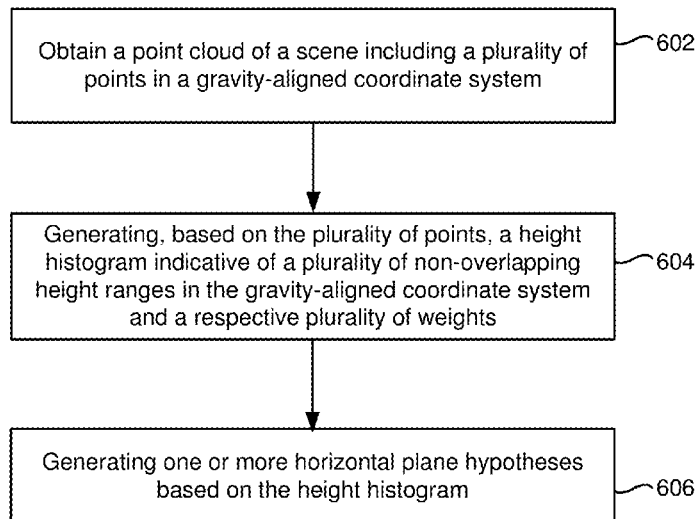 Obtain a point cloud of a scene including a plurality of
points in a gravity-aligned coordinate system
602
Generating, based on the plurality of points, a height
histogram indicative of a plurality of non-overlapping
height ranges in the gravity-aligned coordinate system
and a respective plurality of weights
604
Generating one or more horizontal plane hypotheses
based on the height histogram
606